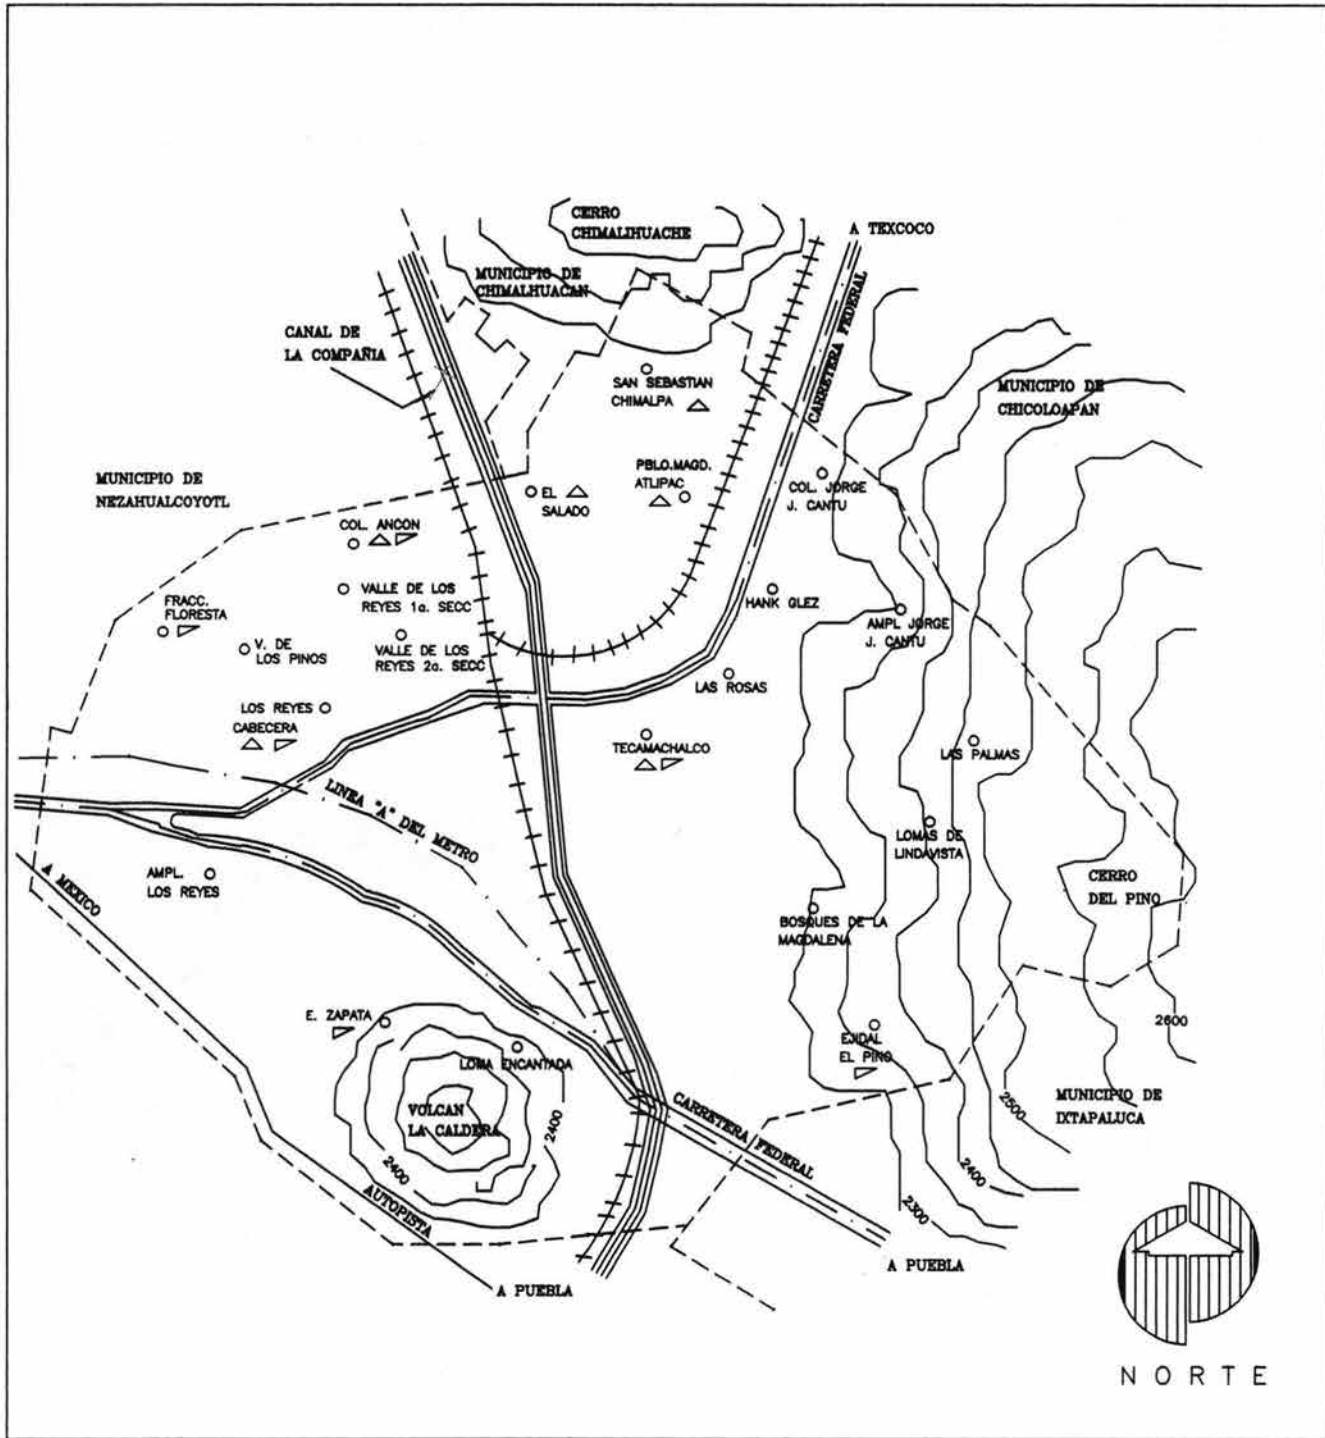 CERRO
CHIMALIHUACHE
A TEXCOCO
MUNICIPIO DE
CHIMALHUACAN
CARRETERA FEDERAL
CANAL DE
LA COMPAÑIA
SAN SEBASTIAN
CHIMALPA
MUNICIPIO DE
CHICOLOAPAN
MUNICIPIO DE
NEZAHUALCOYOTL
PBLO.MAGD.
ATLIPAC
COL. JORGE
J. CANTU
EL
SALADO
COL. ANCON
VALLE DE LOS
REYES 1a. SECC
HANK GLEZ
FRACC.
FLORESTA
AMPL JORGE
J. CANTU
V. DE
LOS PINOS
VALLE DE LOS
REYES 2a. SECC
LAS ROSAS
LOS REYES
CABECERA
TECAMACHALCO
LAS PALMAS
LINEA "A" DEL METRO
LOMAS DE
LINDAVISTA
A MEXICO
AMPL.
LOS REYES
CERRO
DEL PINO
BOSQUES DE LA
MAGDALENA
E. ZAPATA
LOMA ENCANTADA
EJIDAL
EL PINO
2600
VOLCAN
LA CALDERA
2400
2400
CARRETERA FEDERAL
2500
MUNICIPIO DE
IXTAPALUCA
2400
2300
AUTOPISTA
A PUEBLA
A PUEBLA
NORTE